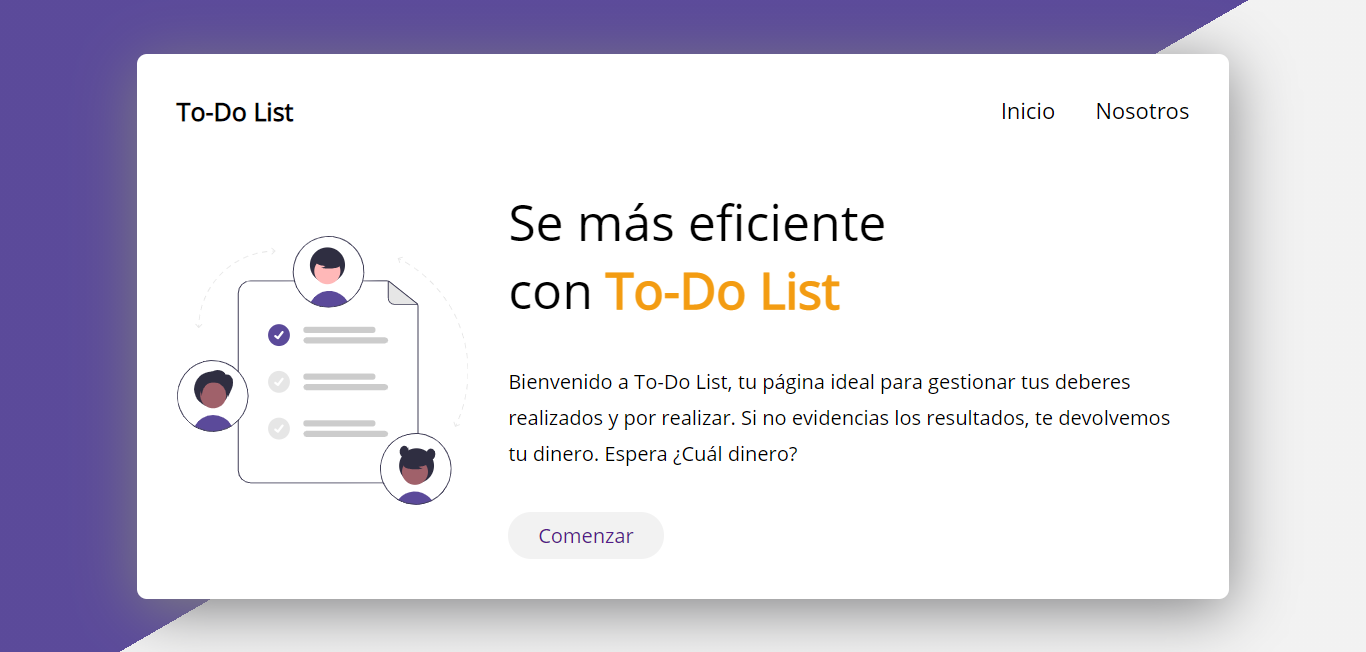 To-Do List
Inicio
Nosotros
Se más eficiente
con To-Do List
Bienvenido a To-Do List, tu página ideal para gestionar tus deberes
realizados y por realizar. Si no evidencias los resultados, te devolvemos
tu dinero. Espera ¿Cuál dinero?
Comenzar